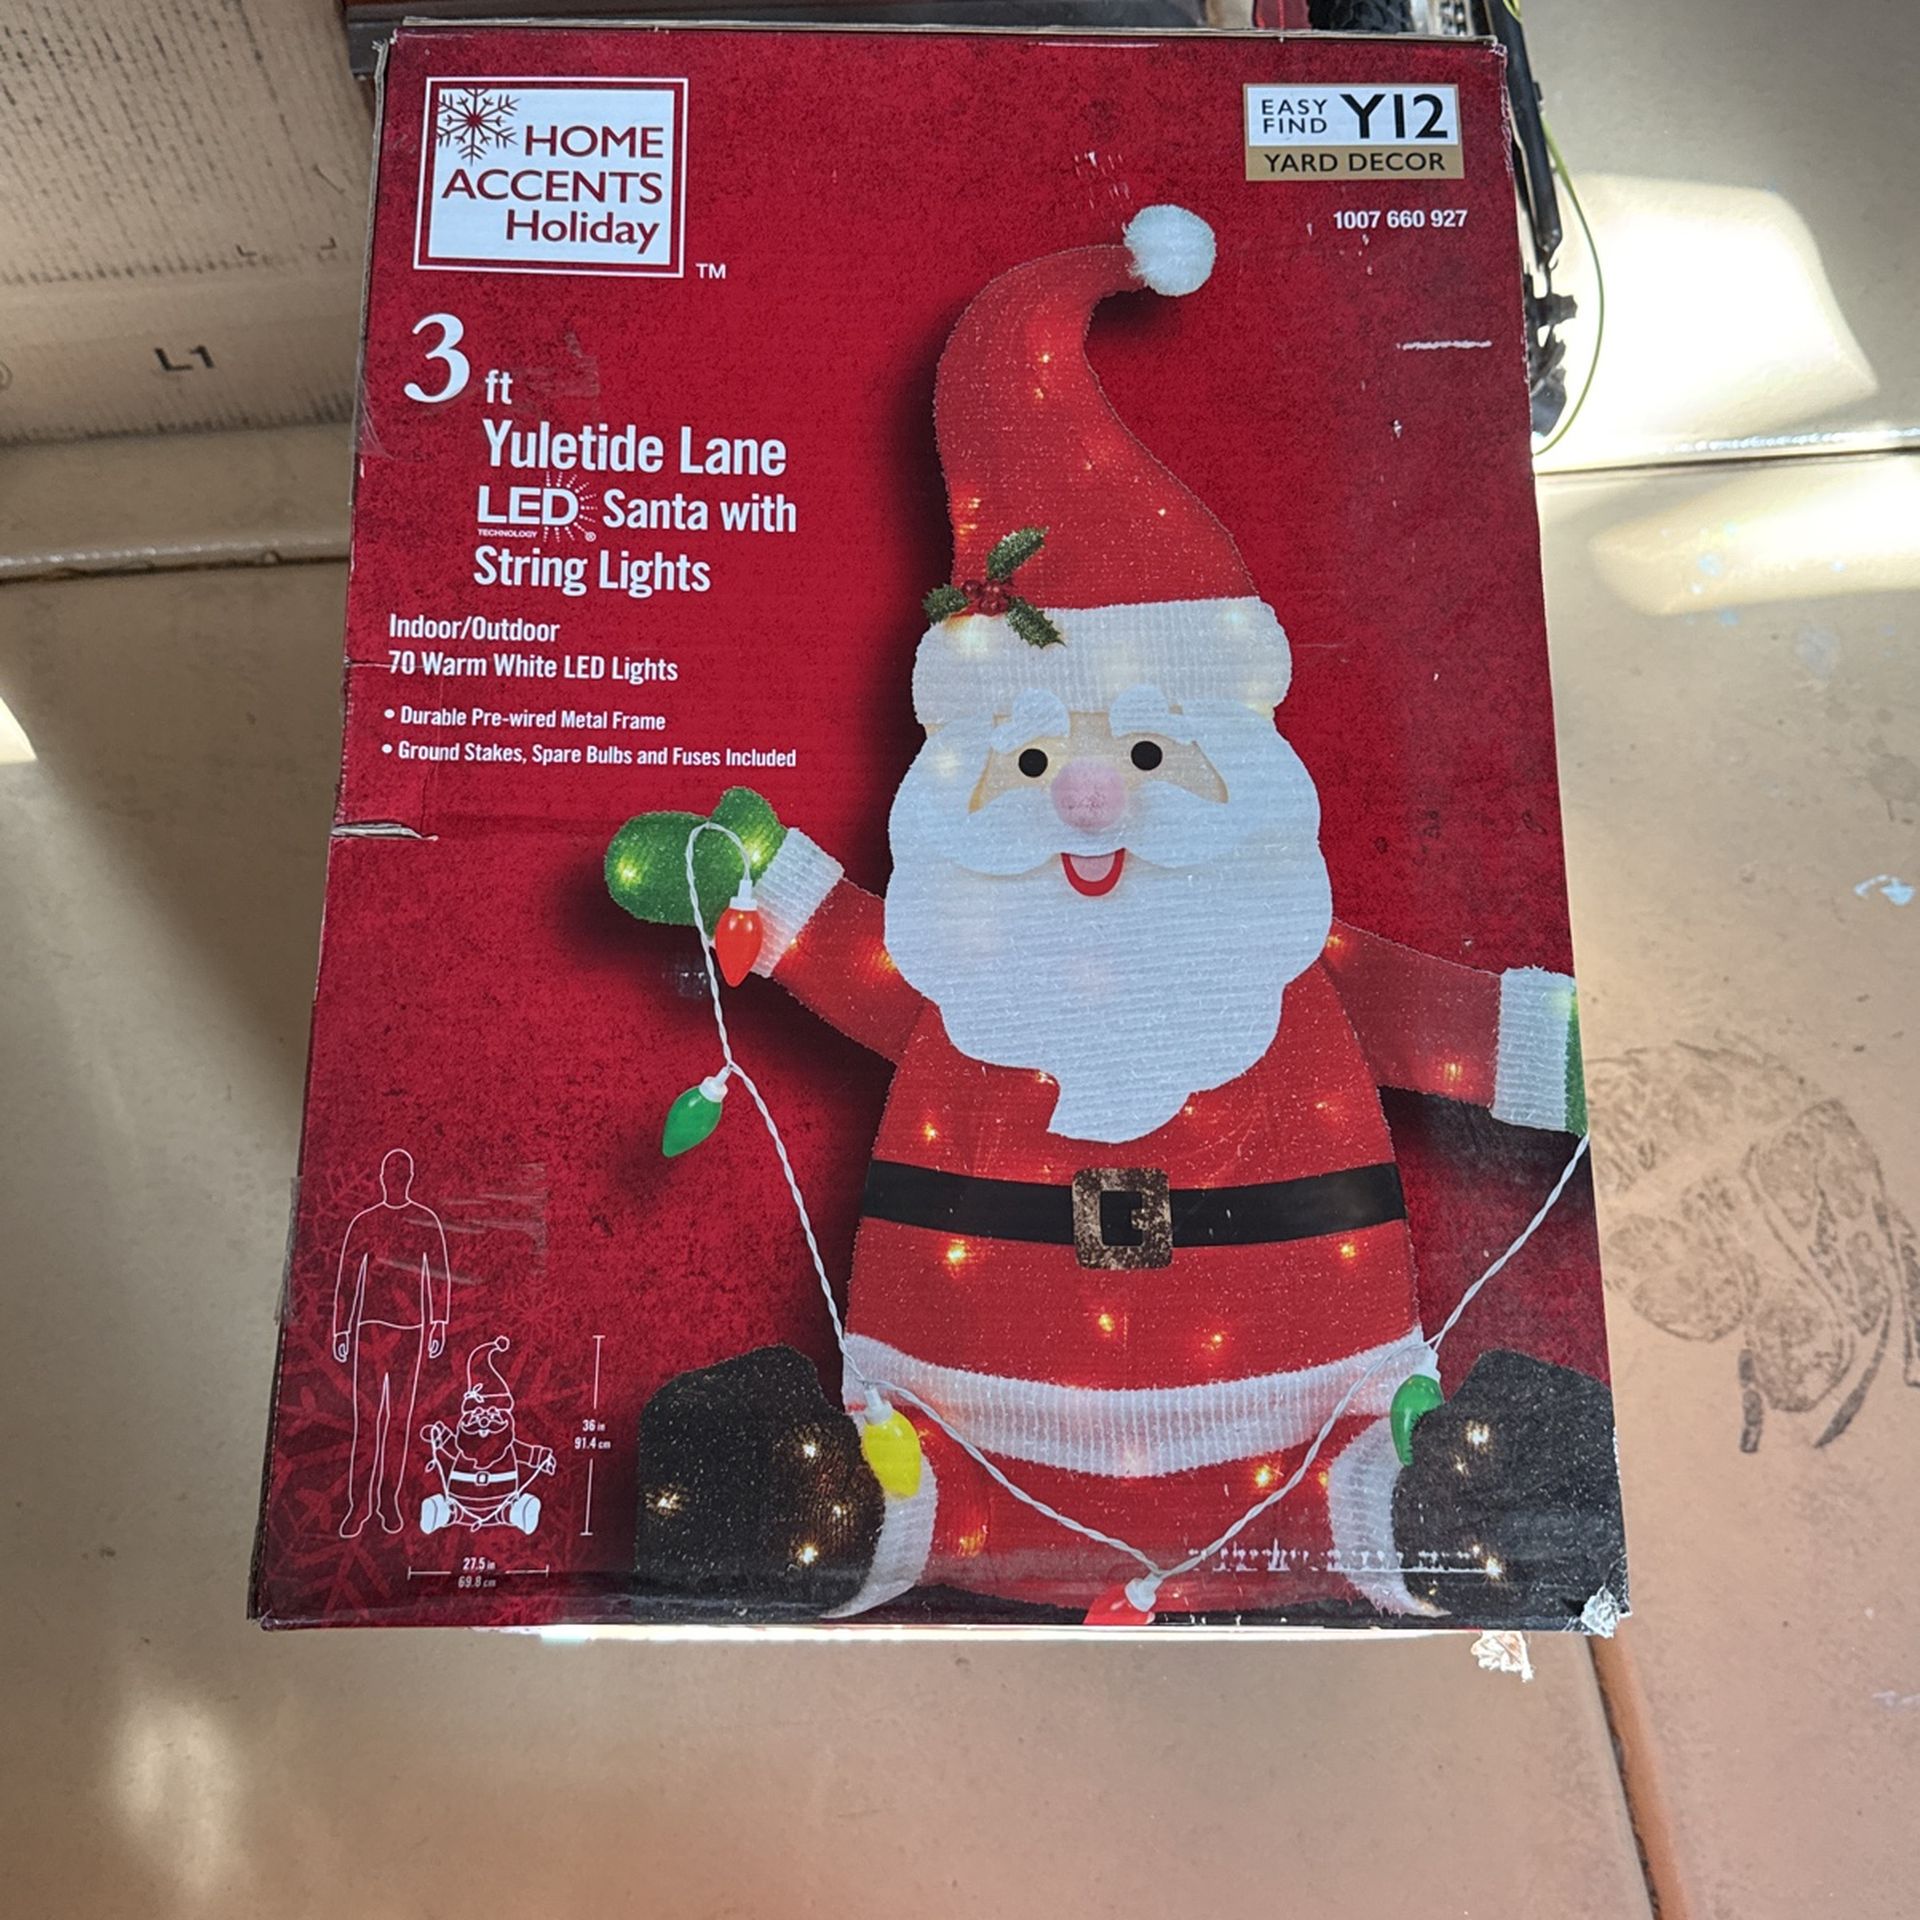 HOME
ACCENTS
Holiday
TM
EASY FIND Y12
YARD DECOR
1007 660 927
L1
3 ft
Yuletide Lane
LED Santa with
TECHNOLOGY ®
String Lights
Indoor/Outdoor
70 Warm White LED Lights
• Durable Pre-wired Metal Frame
• Ground Stakes, Spare Bulbs and Fuses Included
36 in
91.4 cm
27.5 in
69.8 cm